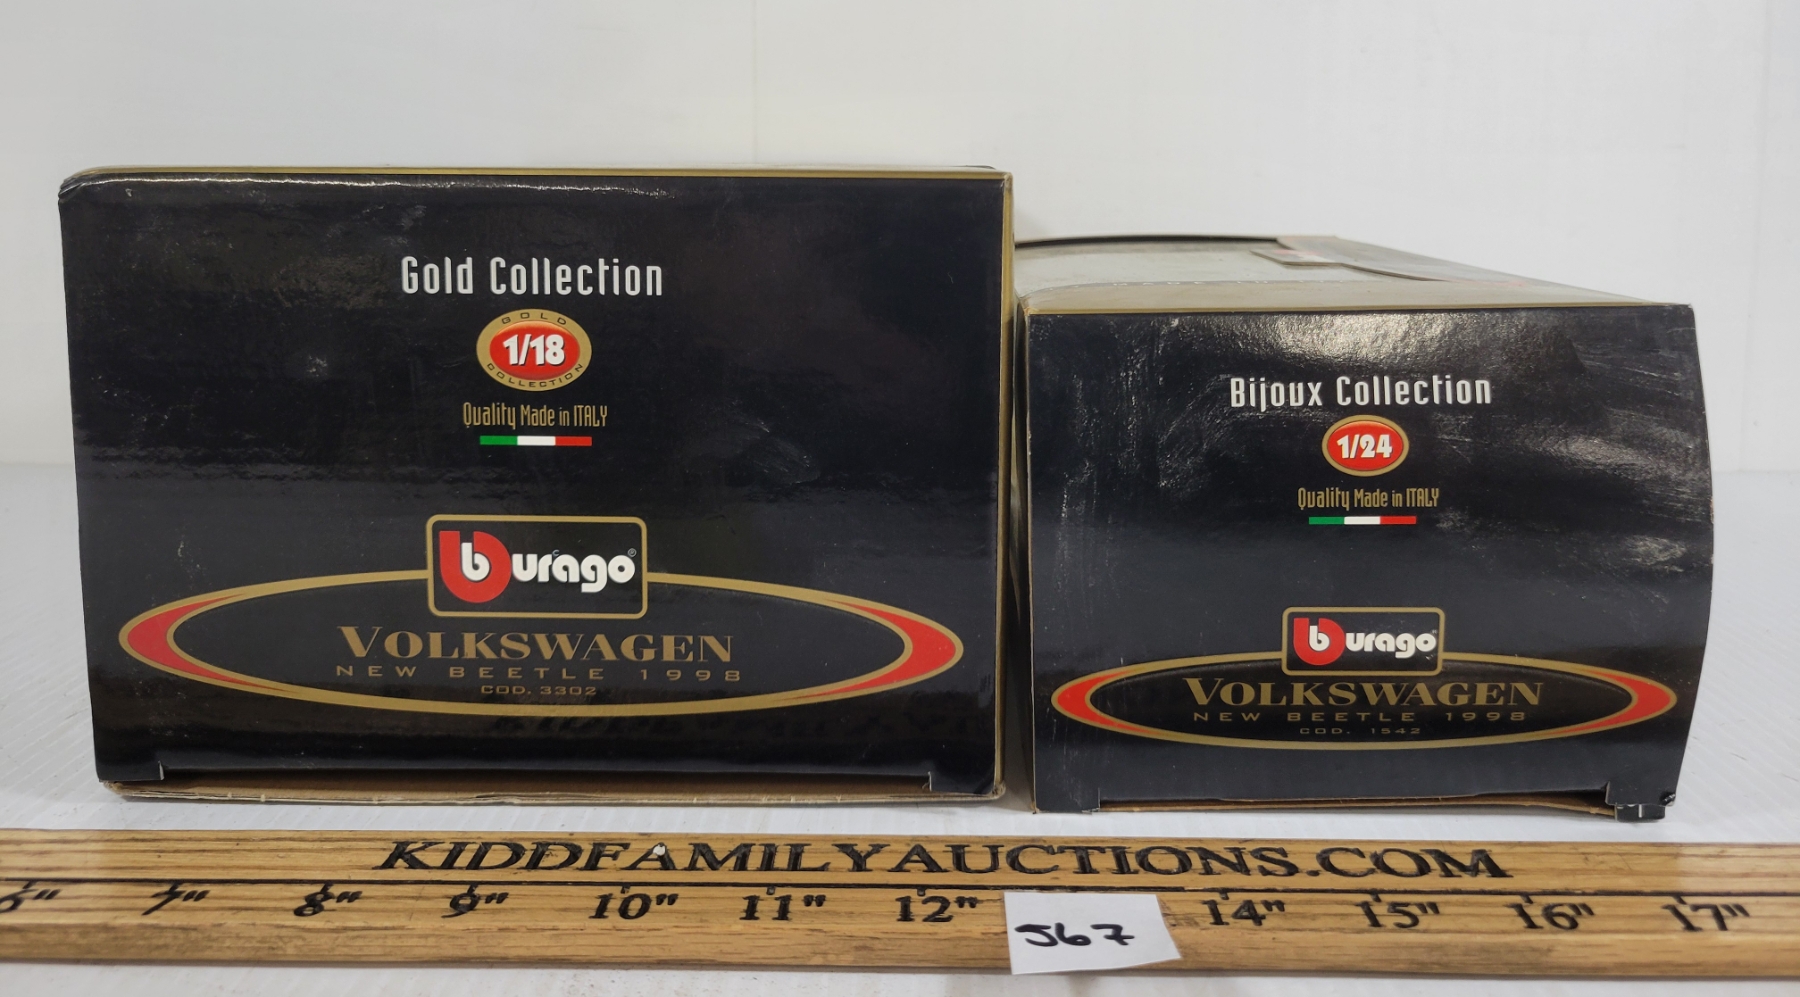 Gold Collection
GOLD
1/18
COLLECTION
Quality Made in ITALY
burago®
VOLKSWAGEN
NEW BEETLE 1998
COD. 3302
Bijoux Collection
1/24
Quality Made in ITALY
burago
VOLKSWAGEN
NEW BEETLE 1998
COD. 1542
KIDDFAMILYAUCTIONS.COM
6" 7" 8" 9" 10" 11" 12" 14" 15" 16" 17"
567